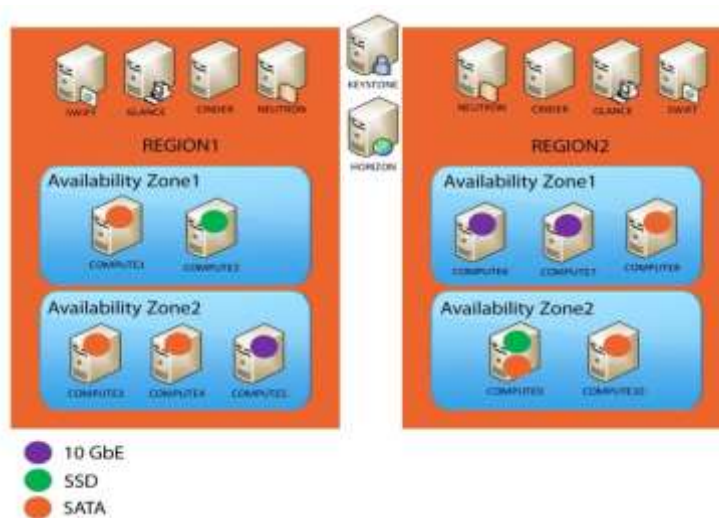 SWIFT
GLANCE
CINDER
NEUTRON
REGION1
Availability Zone1
COMPUTE1
COMPUTE2
Availability Zone2
COMPUTE3
COMPUTE4
COMPUTE5
KEYSTONE
HORIZON
NEUTRON
CINDER
GLANCE
SWIFT
REGION2
Availability Zone1
COMPUTE6
COMPUTE7
COMPUTE8
Availability Zone2
COMPUTE9
COMPUTE10
10 GbE
SSD
SATA